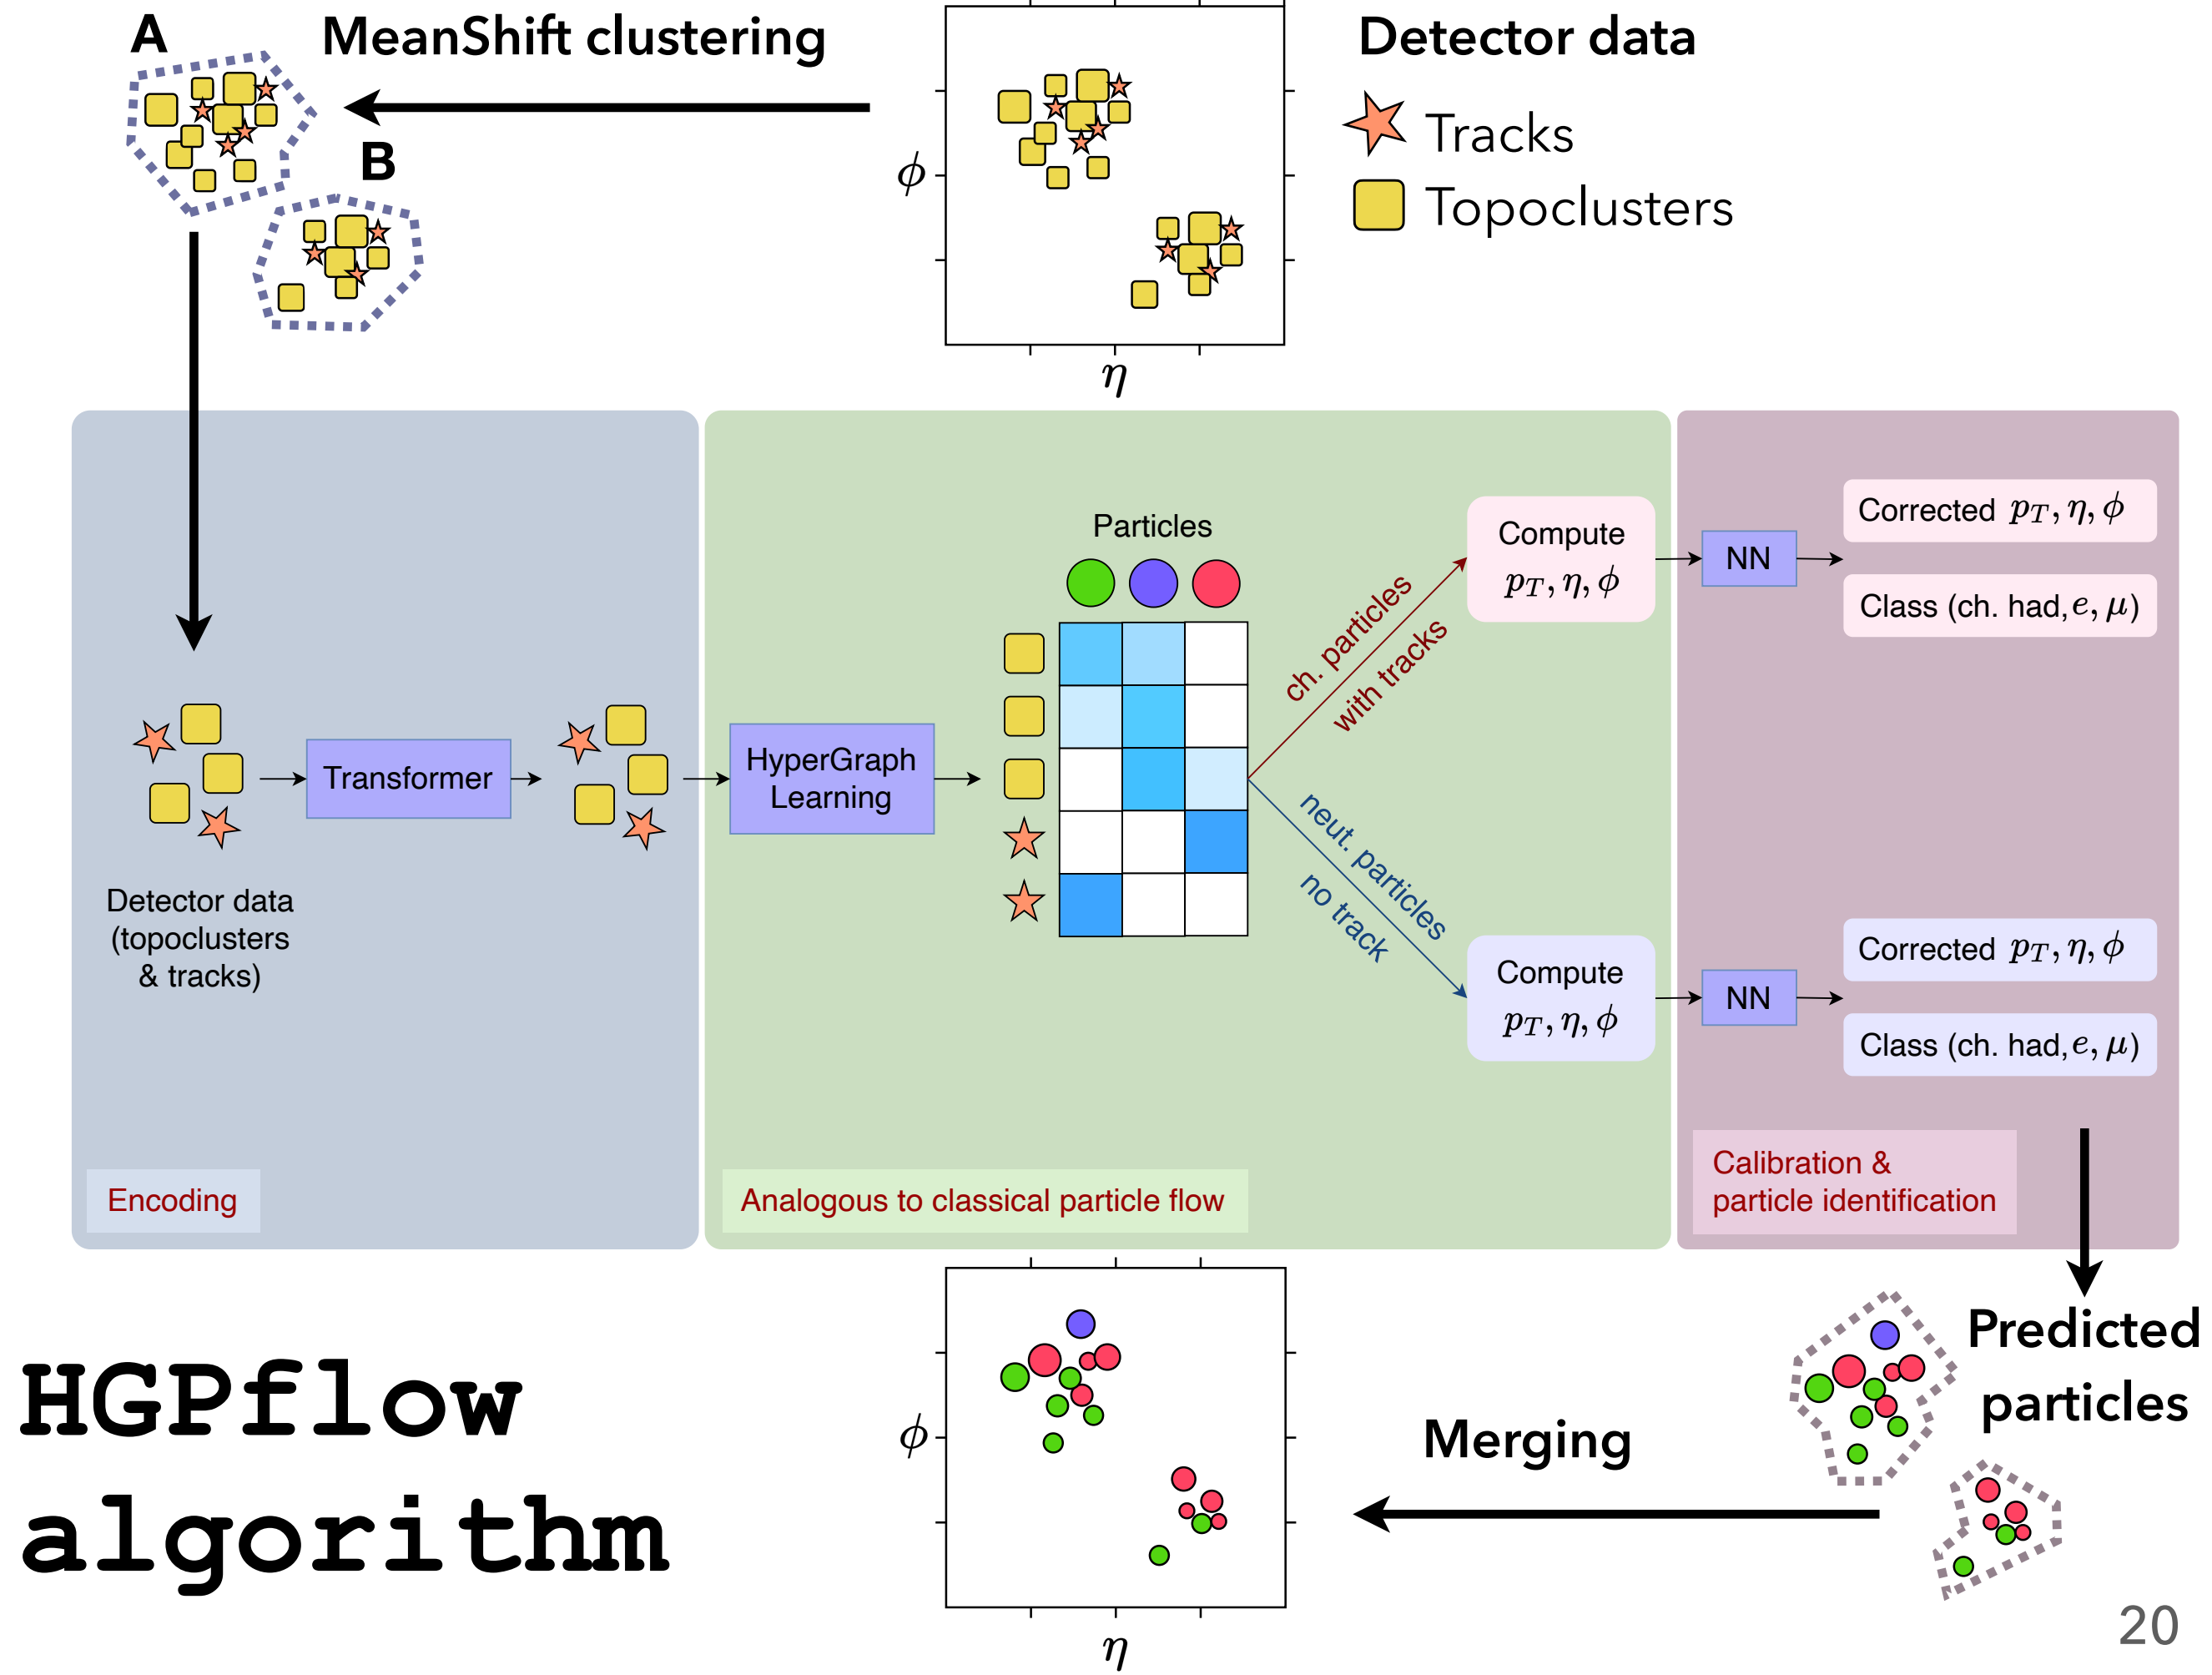 A
MeanShift clustering
B
Detector data
Tracks
Topoclusters
ϕ
η
Particles
Transformer
HyperGraph
Learning
Detector data
(topoclusters
& tracks)
ch. particles
with tracks
neut. particles
no track
Compute
p_T, η, ϕ
NN
Corrected p_T, η, ϕ
Class (ch. had, e, μ)
Compute
p_T, η, ϕ
NN
Corrected p_T, η, ϕ
Class (ch. had, e, μ)
Encoding
Analogous to classical particle flow
Calibration &
particle identification
HGPflow
algorithm
ϕ
η
Merging
Predicted
particles
20